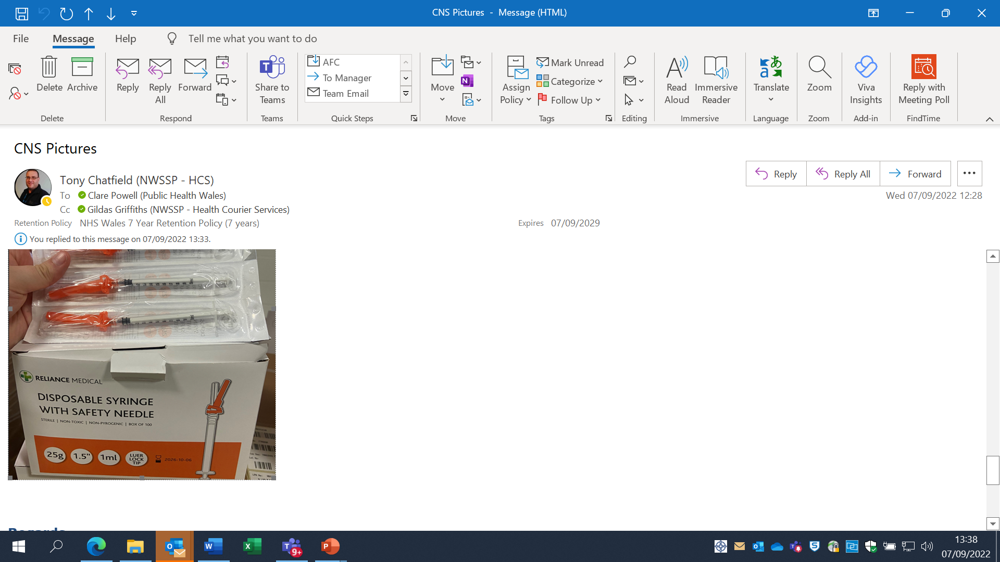 CNS Pictures - Message (HTML)
File Message Help Tell me what you want to do
Delete
Archive
Reply
Reply All
Forward
Share to Teams
AFC
To Manager
Team Email
Move
Assign Policy
Mark Unread
Categorize
Follow Up
Read Aloud
Immersive Reader
Translate
Zoom
Viva Insights
Reply with Meeting Poll
Delete Respond Teams Quick Steps Move Tags Editing Immersive Language Zoom Add-in FindTime
CNS Pictures
Tony Chatfield (NWSSP - HCS)
Reply Reply All Forward
To Clare Powell (Public Health Wales)
Wed 07/09/2022 12:28
Cc Gildas Griffiths (NWSSP - Health Courier Services)
Retention Policy NHS Wales 7 Year Retention Policy (7 years) Expires 07/09/2029
You replied to this message on 07/09/2022 13:33.
RELIANCE MEDICAL
DISPOSABLE SYRINGE
WITH SAFETY NEEDLE
STERILE | NON-TOXIC | NON-PYROGENIC | BOX OF 100
25g 1.5" 1ml LUER LOCK TIP 2026-10-06
Regards
9+
13:38
07/09/2022